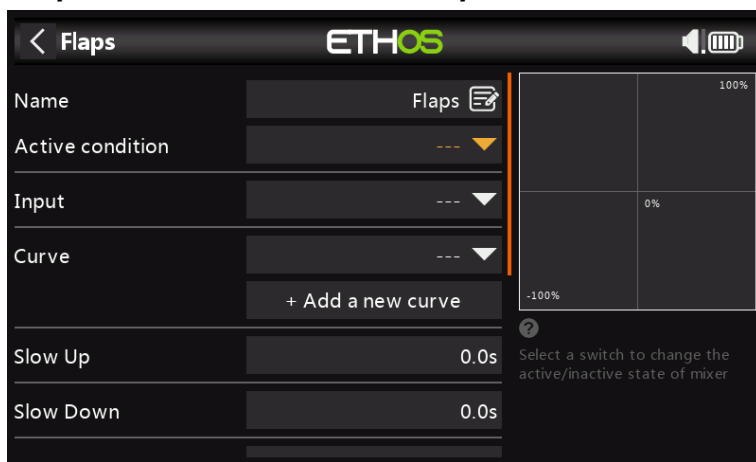 Flaps
ETHOS
Name
Flaps
Active condition
---
Input
---
Curve
---
+ Add a new curve
Slow Up
0.0s
Slow Down
0.0s
100%
0%
-100%
?
Select a switch to change the
active/inactive state of mixer